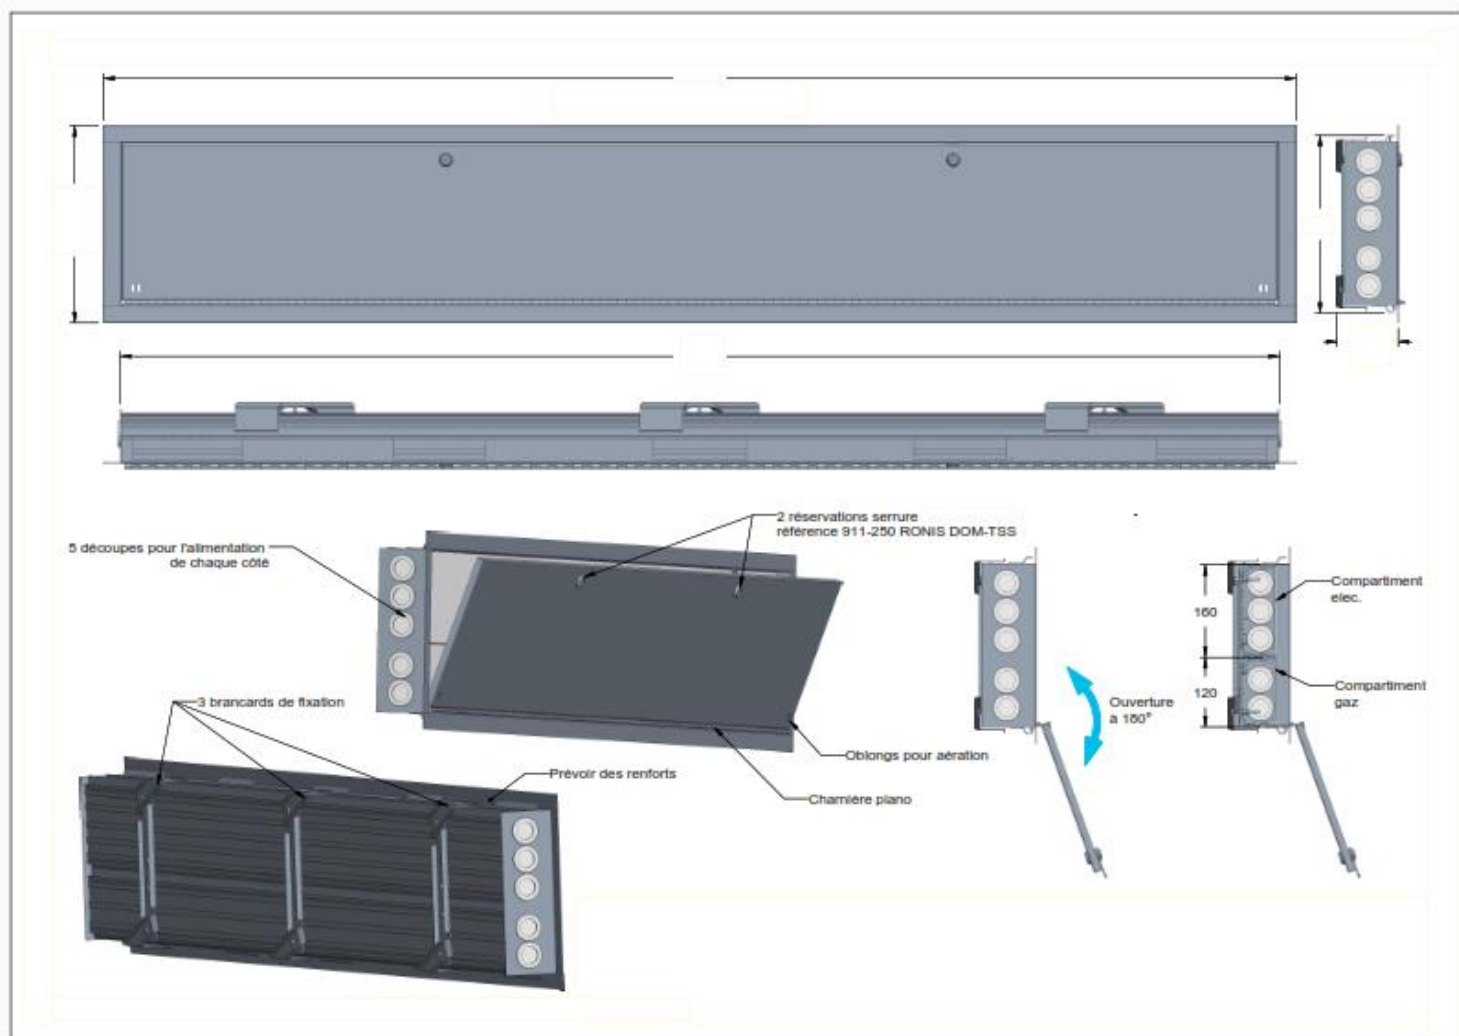 2 réservations serrure
référence 911-250 RONIS DOM-TSS
5 découpes pour l'alimentation
de chaque côté
Compartiment
elec.
160
3 brancards de fixation
Compartiment
gaz
120
Ouverture
à 180°
Oblongs pour aération
Prévoir des renforts
Charnière piano